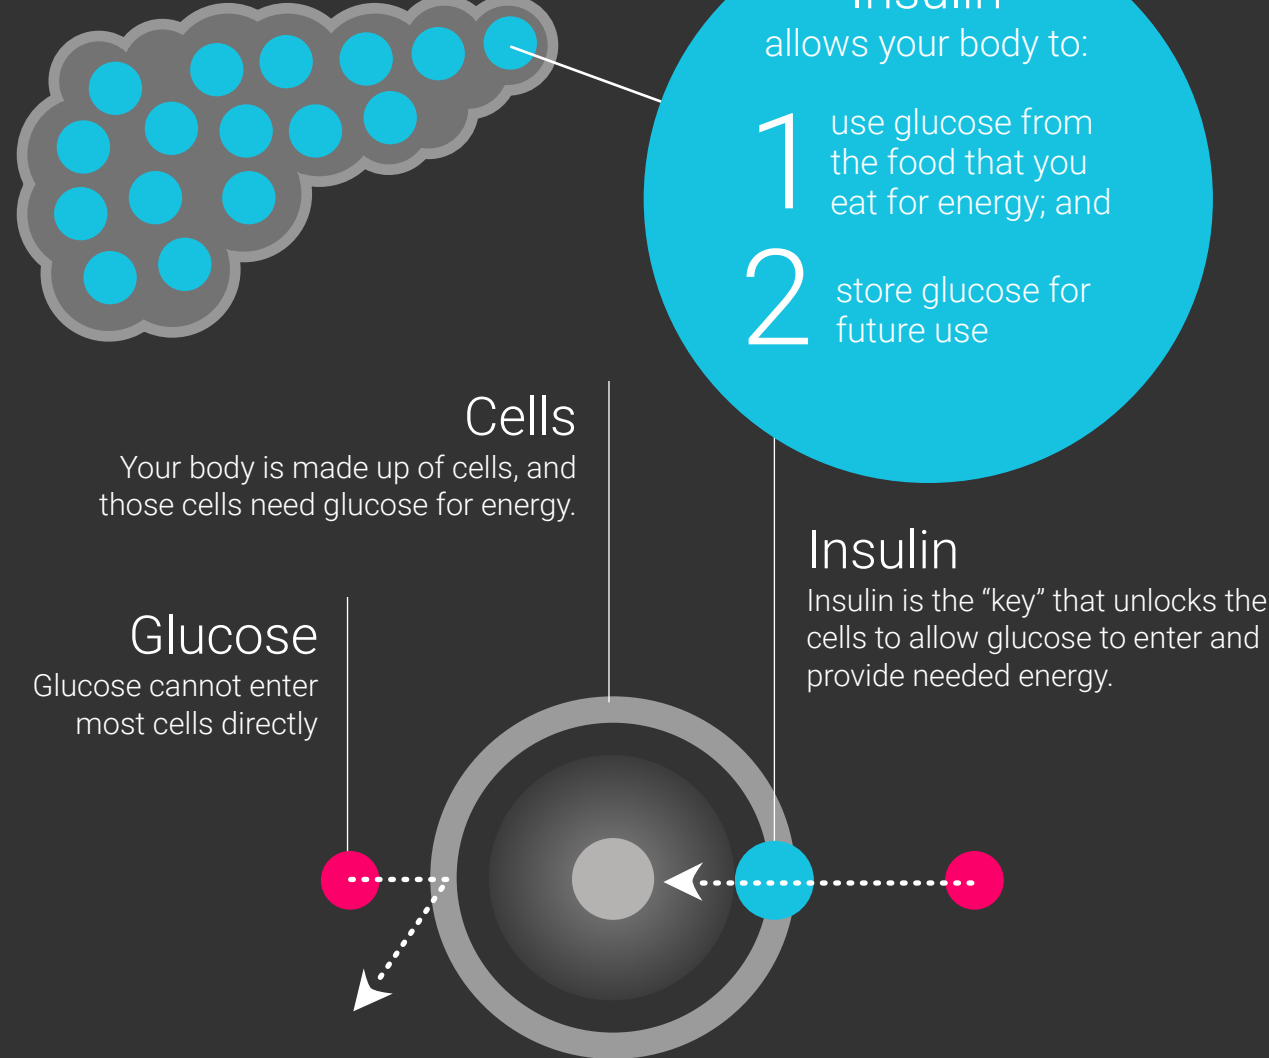 Insulin
allows your body to:
1
use glucose from
the food that you
eat for energy; and
2
store glucose for
future use
Cells
Your body is made up of cells, and
those cells need glucose for energy.
Insulin
Insulin is the “key” that unlocks the
cells to allow glucose to enter and
provide needed energy.
Glucose
Glucose cannot enter
most cells directly